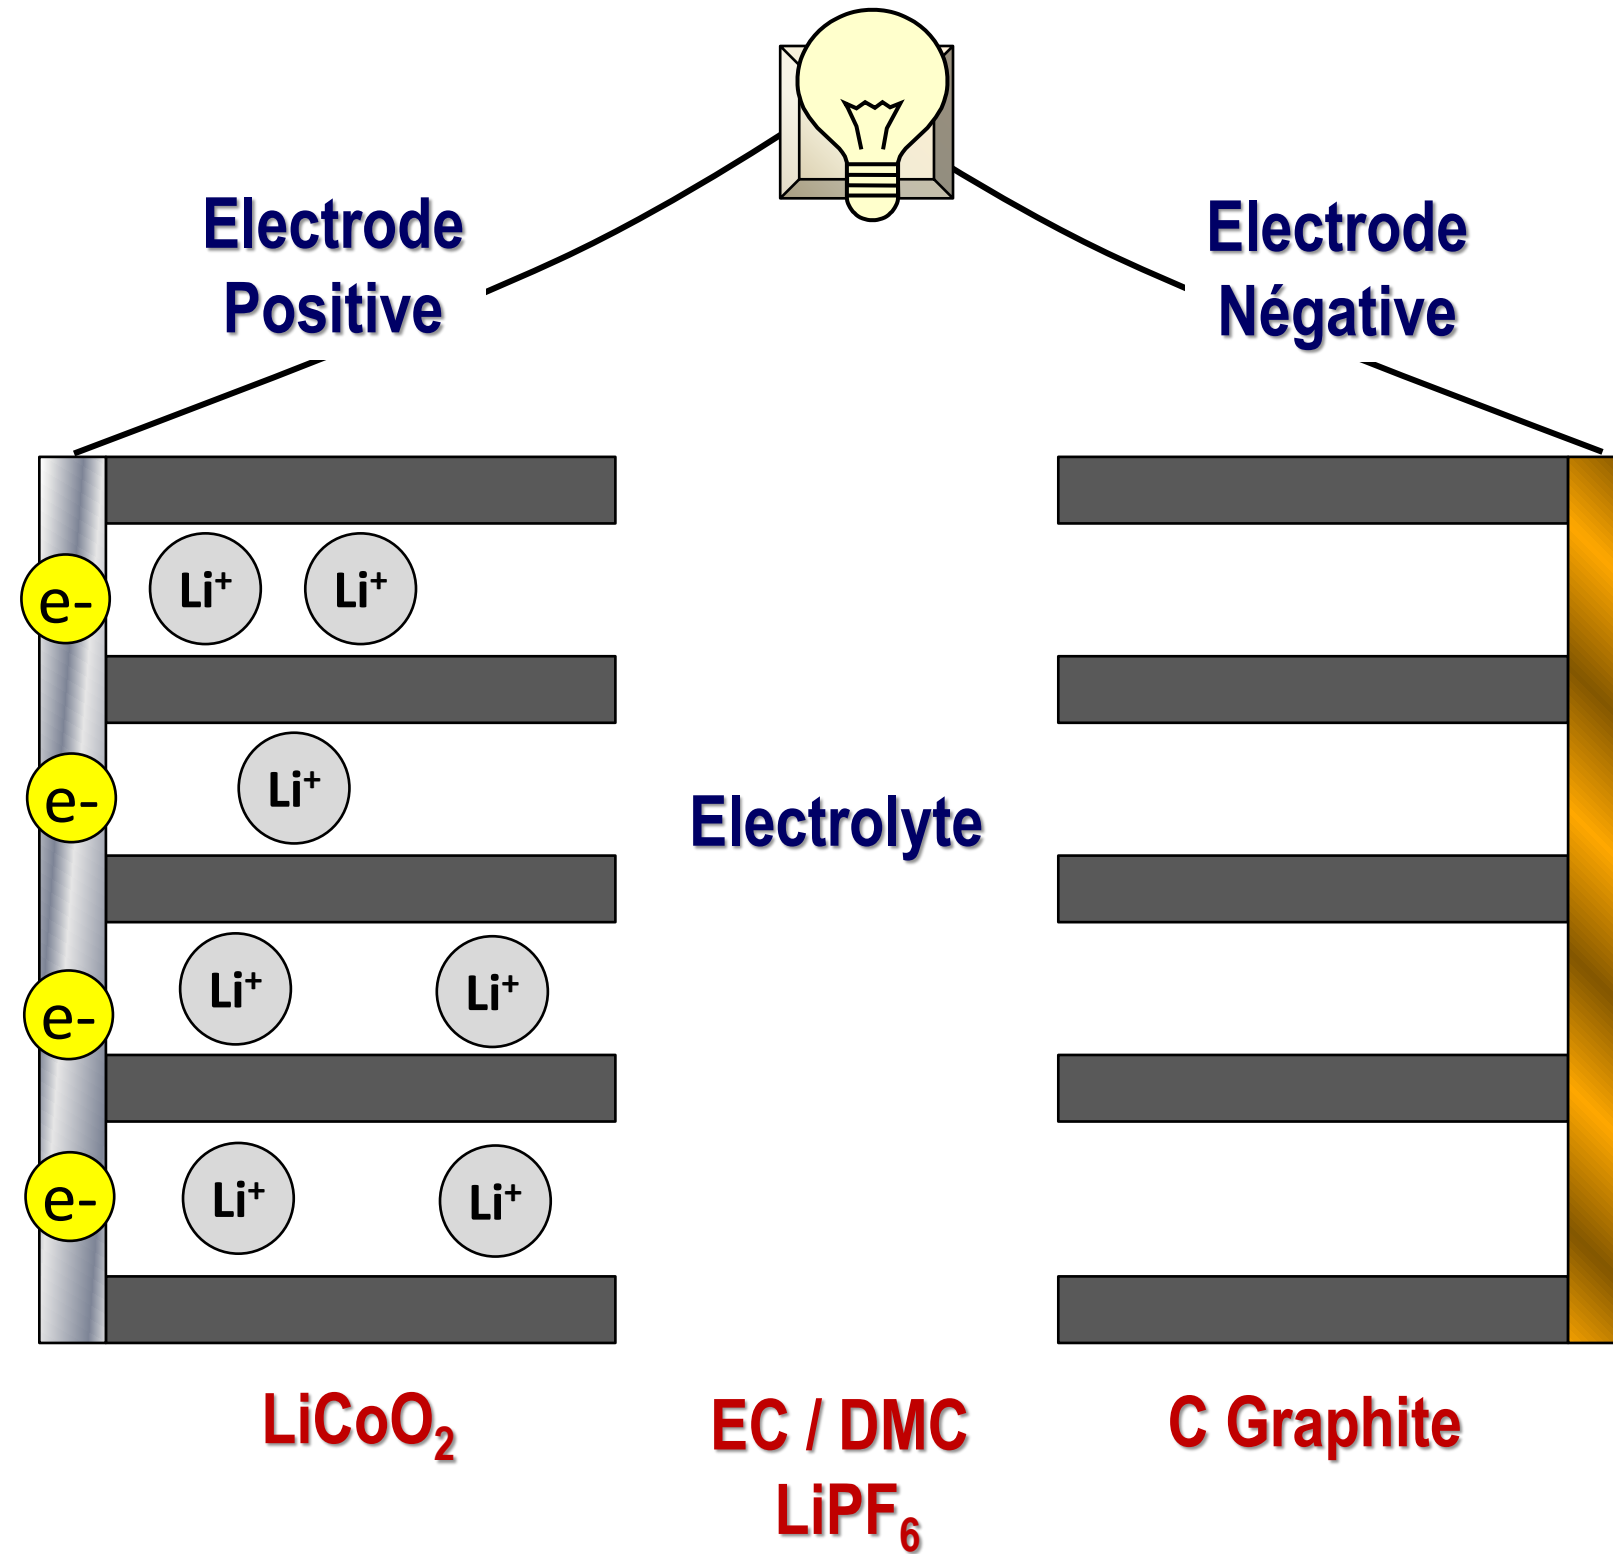 Electrode
Positive
Electrode
Négative
e-
Li⁺ Li⁺
e-
Li⁺
Electrolyte
e-
Li⁺ Li⁺
e-
Li⁺ Li⁺
LiCoO₂
EC / DMC
LiPF₆
C Graphite